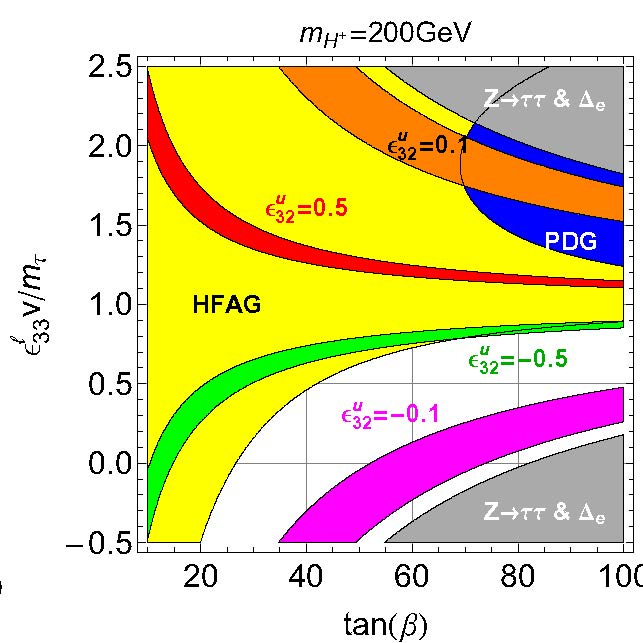 m_{H⁺}=200GeV
ϵ^ℓ_{33}v/m_τ
2.5
2.0
1.5
1.0
0.5
0.0
−0.5
Z→ττ & Δ_e
ϵ^u_{32}=0.1
ϵ^u_{32}=0.5
PDG
HFAG
ϵ^u_{32}=−0.5
ϵ^u_{32}=−0.1
Z→ττ & Δ_e
20 40 60 80 100
tan(β)